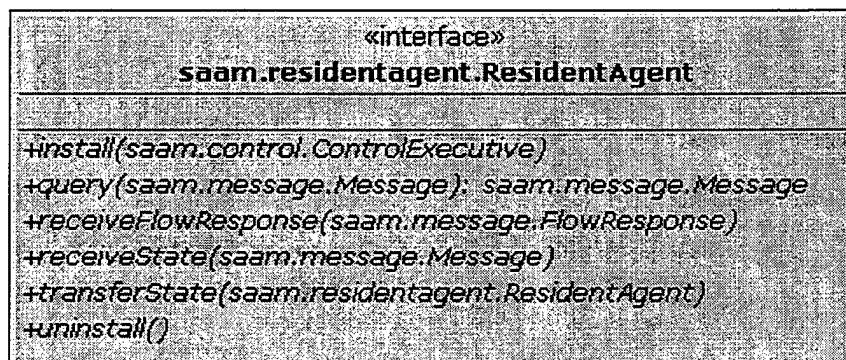 «interface»
saam.residentagent.ResidentAgent
+install(saam.control.ControlExecutive)
+query(saam.message.Message): saam.message.Message
+receiveFlowResponse(saam.message.FlowResponse)
+receiveState(saam.message.Message)
+transferState(saam.residentagent.ResidentAgent)
+uninstall()